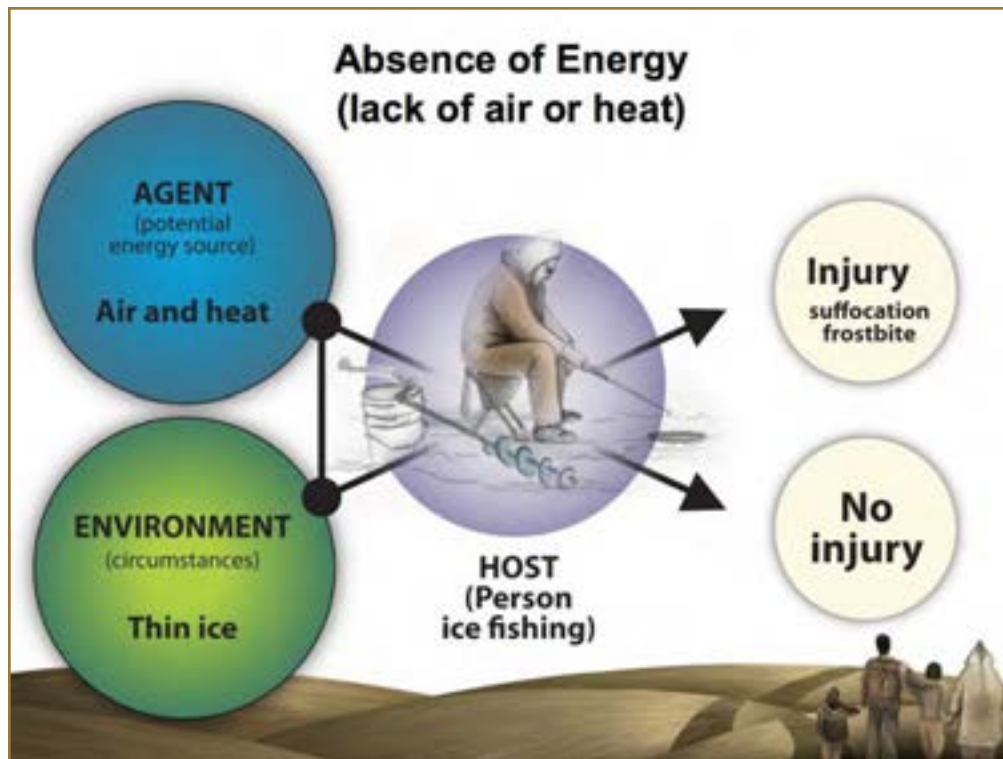 Absence of Energy
(lack of air or heat)
AGENT
(potential
energy source)
Air and heat
ENVIRONMENT
(circumstances)
Thin ice
HOST
(Person
ice fishing)
Injury
suffocation
frostbite
No
injury